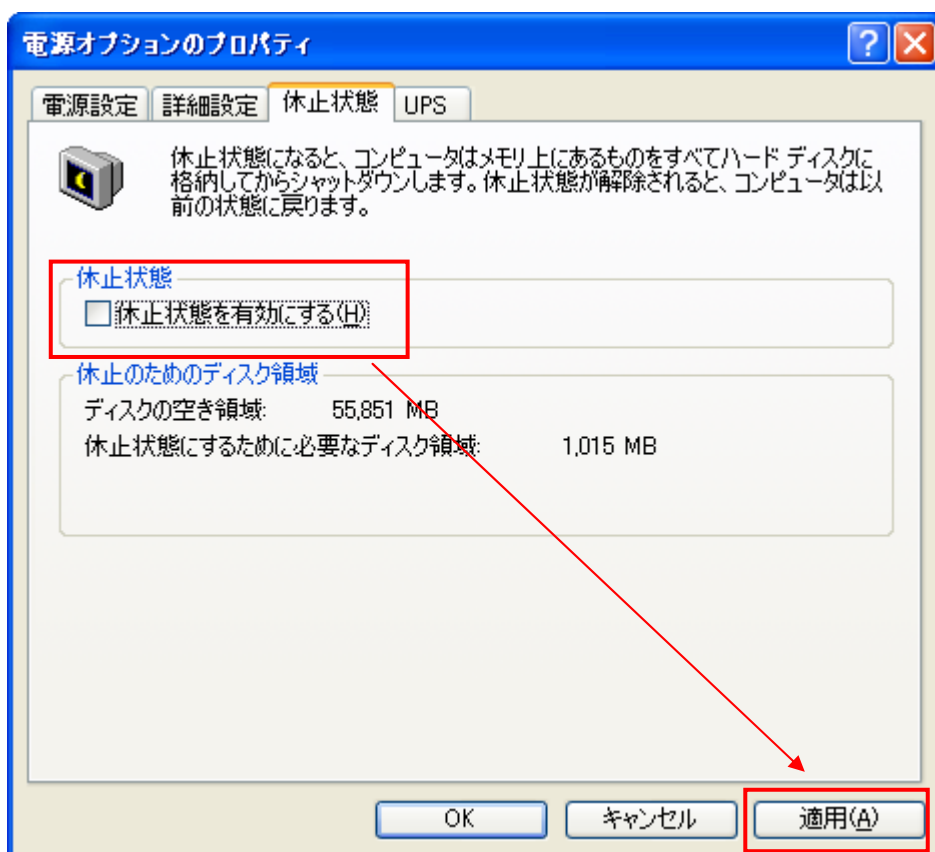 電源オプションのプロパティ
電源設定 詳細設定 休止状態 UPS
休止状態になると、コンピュータはメモリ上にあるものをすべてハード ディスクに
格納してからシャットダウンします。休止状態が解除されると、コンピュータは以
前の状態に戻ります。
休止状態
休止状態を有効にする(H)
休止のためのディスク領域
ディスクの空き領域: 55,851 MB
休止状態にするために必要なディスク領域: 1,015 MB
OK キャンセル 適用(A)